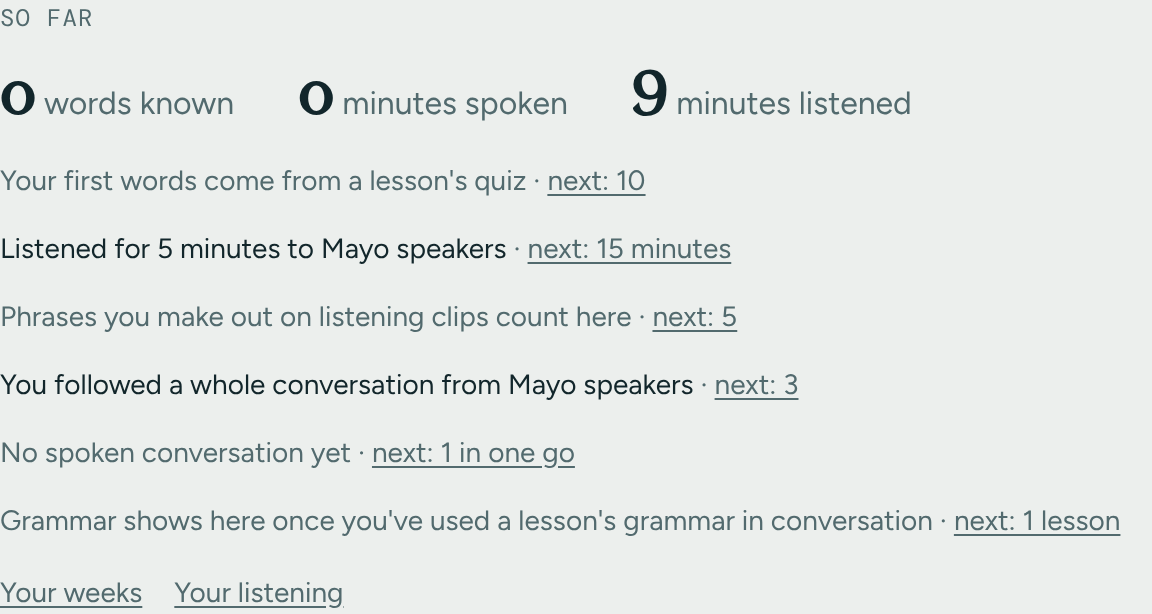 SO FAR
0 words known 0 minutes spoken 9 minutes listened
Your first words come from a lesson's quiz · next: 10
Listened for 5 minutes to Mayo speakers · next: 15 minutes
Phrases you make out on listening clips count here · next: 5
You followed a whole conversation from Mayo speakers · next: 3
No spoken conversation yet · next: 1 in one go
Grammar shows here once you've used a lesson's grammar in conversation · next: 1 lesson
Your weeks Your listening